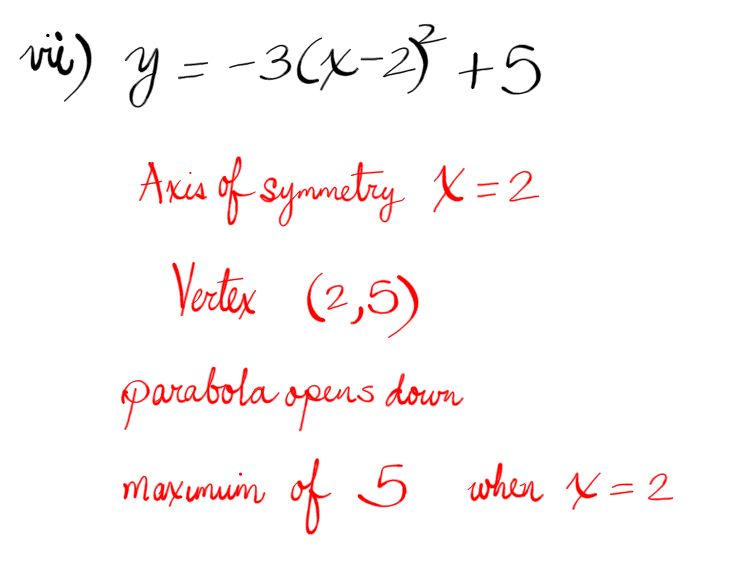 vii) y = -3(x-2)² + 5
Axis of symmetry x = 2
Vertex (2,5)
parabola opens down
maximum of 5 when x = 2